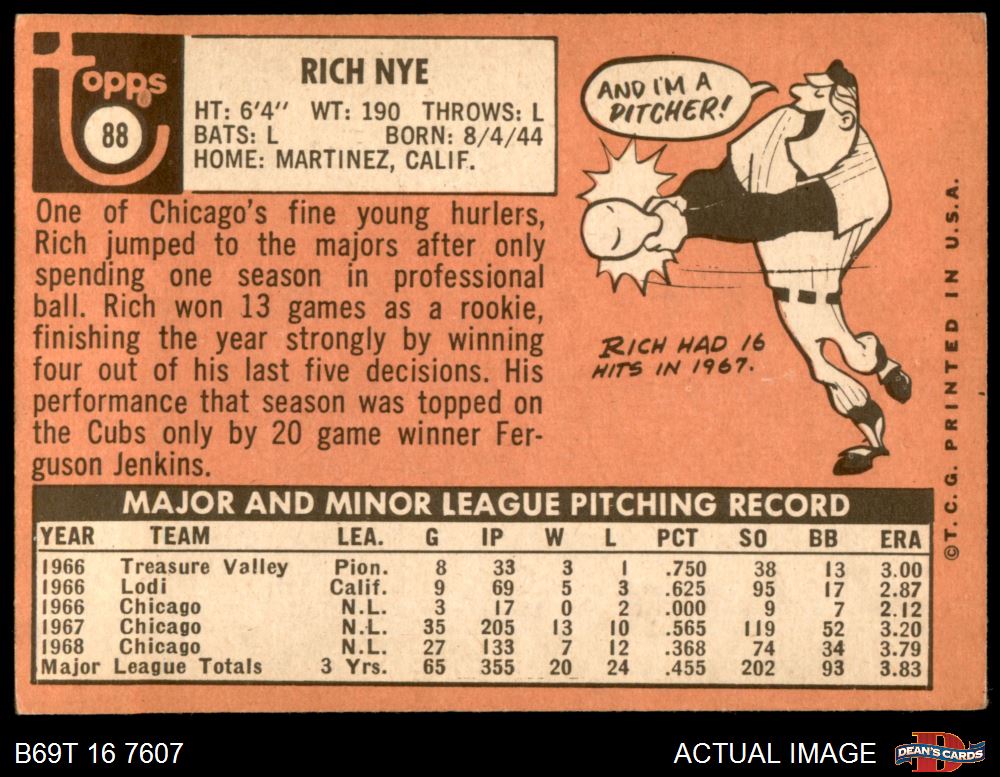 topps
88
RICH NYE
HT: 6'4" WT: 190 THROWS: L
BATS: L BORN: 8/4/44
HOME: MARTINEZ, CALIF.
One of Chicago's fine young hurlers,
Rich jumped to the majors after only
spending one season in professional
ball. Rich won 13 games as a rookie,
finishing the year strongly by winning
four out of his last five decisions. His
performance that season was topped on
the Cubs only by 20 game winner Fer-
guson Jenkins.
AND I'M A
PITCHER!
RICH HAD 16
HITS IN 1967.
©T.C.G. PRINTED IN U.S.A.
MAJOR AND MINOR LEAGUE PITCHING RECORD
YEAR TEAM LEA. G IP W L PCT SO BB ERA
1966 Treasure Valley Pion. 8 33 3 1 .750 38 13 3.00
1966 Lodi Calif. 9 69 5 3 .625 95 17 2.87
1966 Chicago N.L. 3 17 0 2 .000 9 7 2.12
1967 Chicago N.L. 35 205 13 10 .565 119 52 3.20
1968 Chicago N.L. 27 133 7 12 .368 74 34 3.79
Major League Totals 3 Yrs. 65 355 20 24 .455 202 93 3.83
B69T 16 7607
ACTUAL IMAGE
DEAN'S CARDS